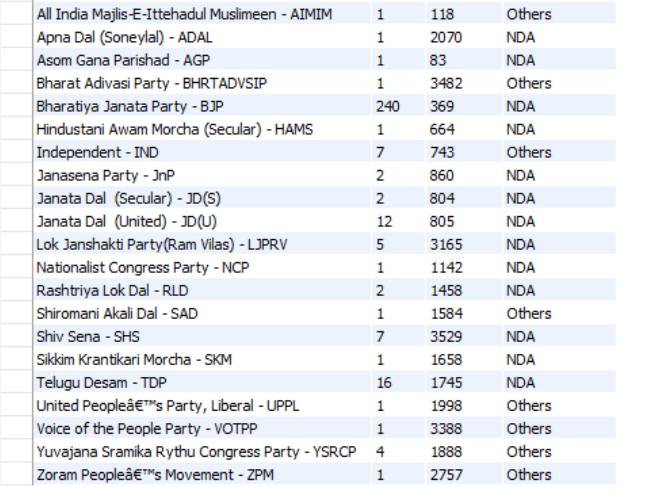 All India Majlis-E-Ittehadul Muslimeen - AIMIM 1 118 Others
Apna Dal (Soneylal) - ADAL 1 2070 NDA
Asom Gana Parishad - AGP 1 83 NDA
Bharat Adivasi Party - BHRTADVSIP 1 3482 Others
Bharatiya Janata Party - BJP 240 369 NDA
Hindustani Awam Morcha (Secular) - HAMS 1 664 NDA
Independent - IND 7 743 Others
Janasena Party - JnP 2 860 NDA
Janata Dal  (Secular) - JD(S) 2 804 NDA
Janata Dal  (United) - JD(U) 12 805 NDA
Lok Janshakti Party(Ram Vilas) - LJPRV 5 3165 NDA
Nationalist Congress Party - NCP 1 1142 NDA
Rashtriya Lok Dal - RLD 2 1458 NDA
Shiromani Akali Dal - SAD 1 1584 Others
Shiv Sena - SHS 7 3529 NDA
Sikkim Krantikari Morcha - SKM 1 1658 NDA
Telugu Desam - TDP 16 1745 NDA
United Peopleâ€™s Party, Liberal - UPPL 1 1998 Others
Voice of the People Party - VOTPP 1 3388 Others
Yuvajana Sramika Rythu Congress Party - YSRCP 4 1888 Others
Zoram Peopleâ€™s Movement - ZPM 1 2757 Others